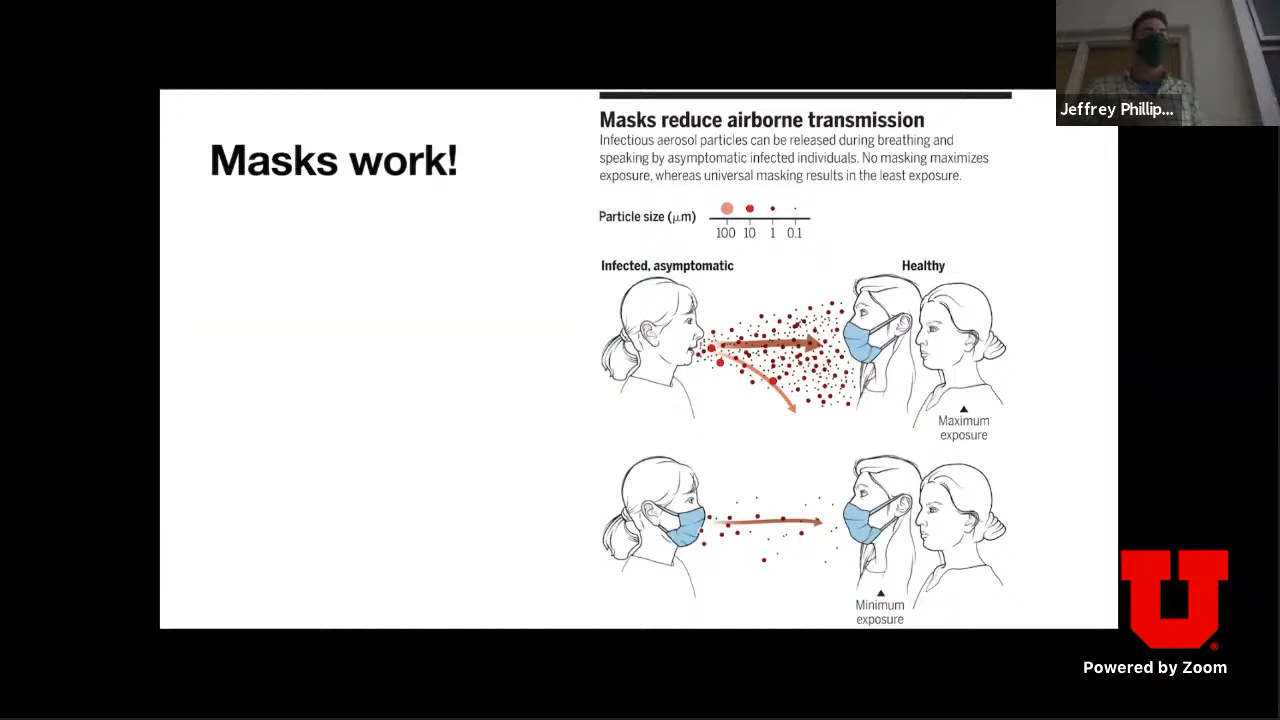 Masks work!
Masks reduce airborne transmission
Infectious aerosol particles can be released during breathing and
speaking by asymptomatic infected individuals. No masking maximizes
exposure, whereas universal masking results in the least exposure.
Particle size (μm)
100 10 1 0.1
Infected, asymptomatic
Healthy
Maximum
exposure
Minimum
exposure
Jeffrey Phillip...
U
Powered by Zoom